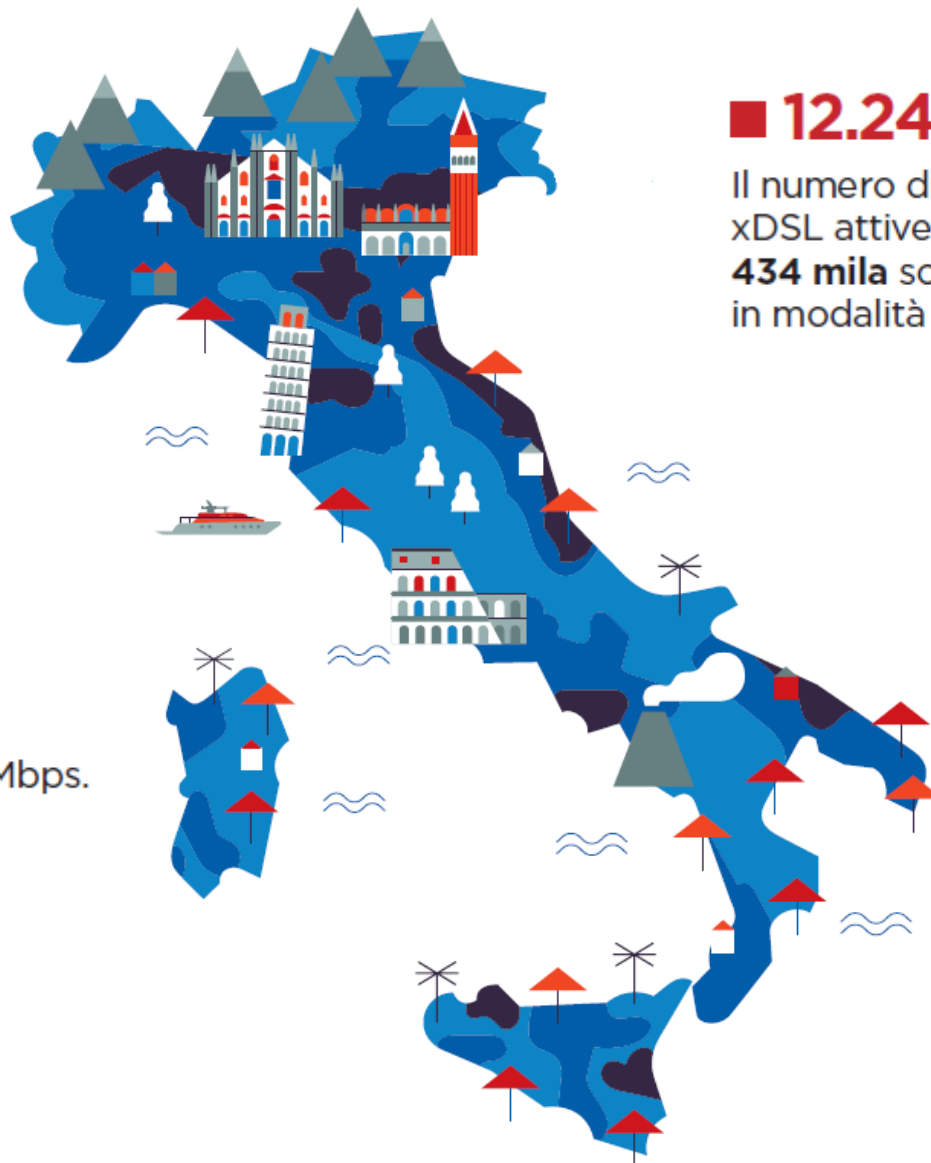 12.24
Il numero d
xDSL attive
434 mila so
in modalità
Mbps.